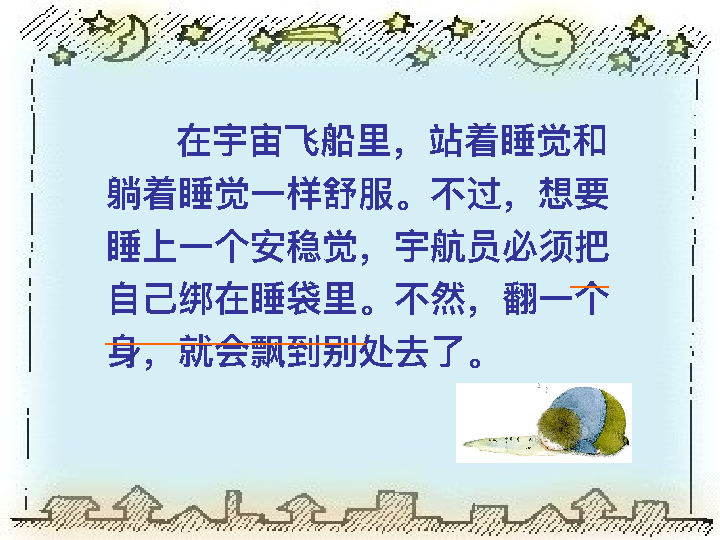 在宇宙飞船里，站着睡觉和
躺着睡觉一样舒服。不过，想要
睡上一个安稳觉，宇航员必须把
自己绑在睡袋里。不然，翻一个
身，就会飘到别处去了。